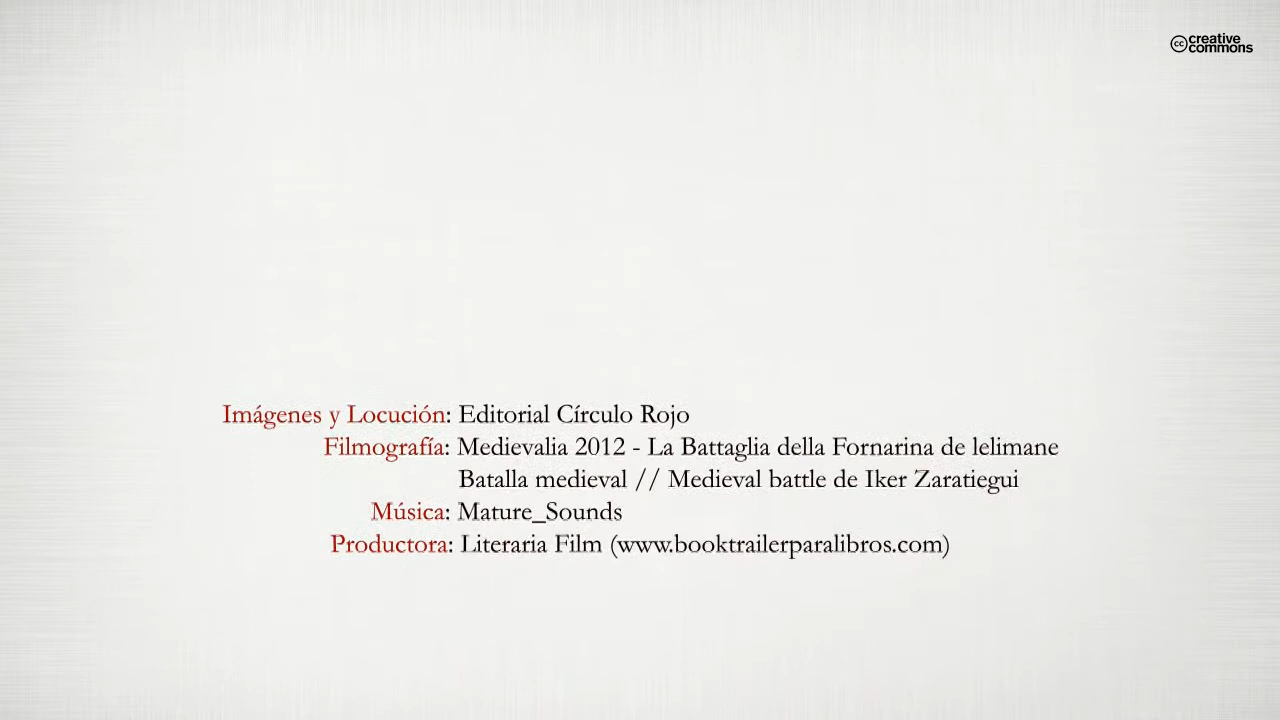 creative
commons
Imágenes y Locución: Editorial Círculo Rojo
Filmografía: Medievalia 2012 - La Battaglia della Fornarina de lelimane
Batalla medieval // Medieval battle de Iker Zaratiegui
Música: Mature_Sounds
Productora: Literaria Film (www.booktrailerparalibros.com)